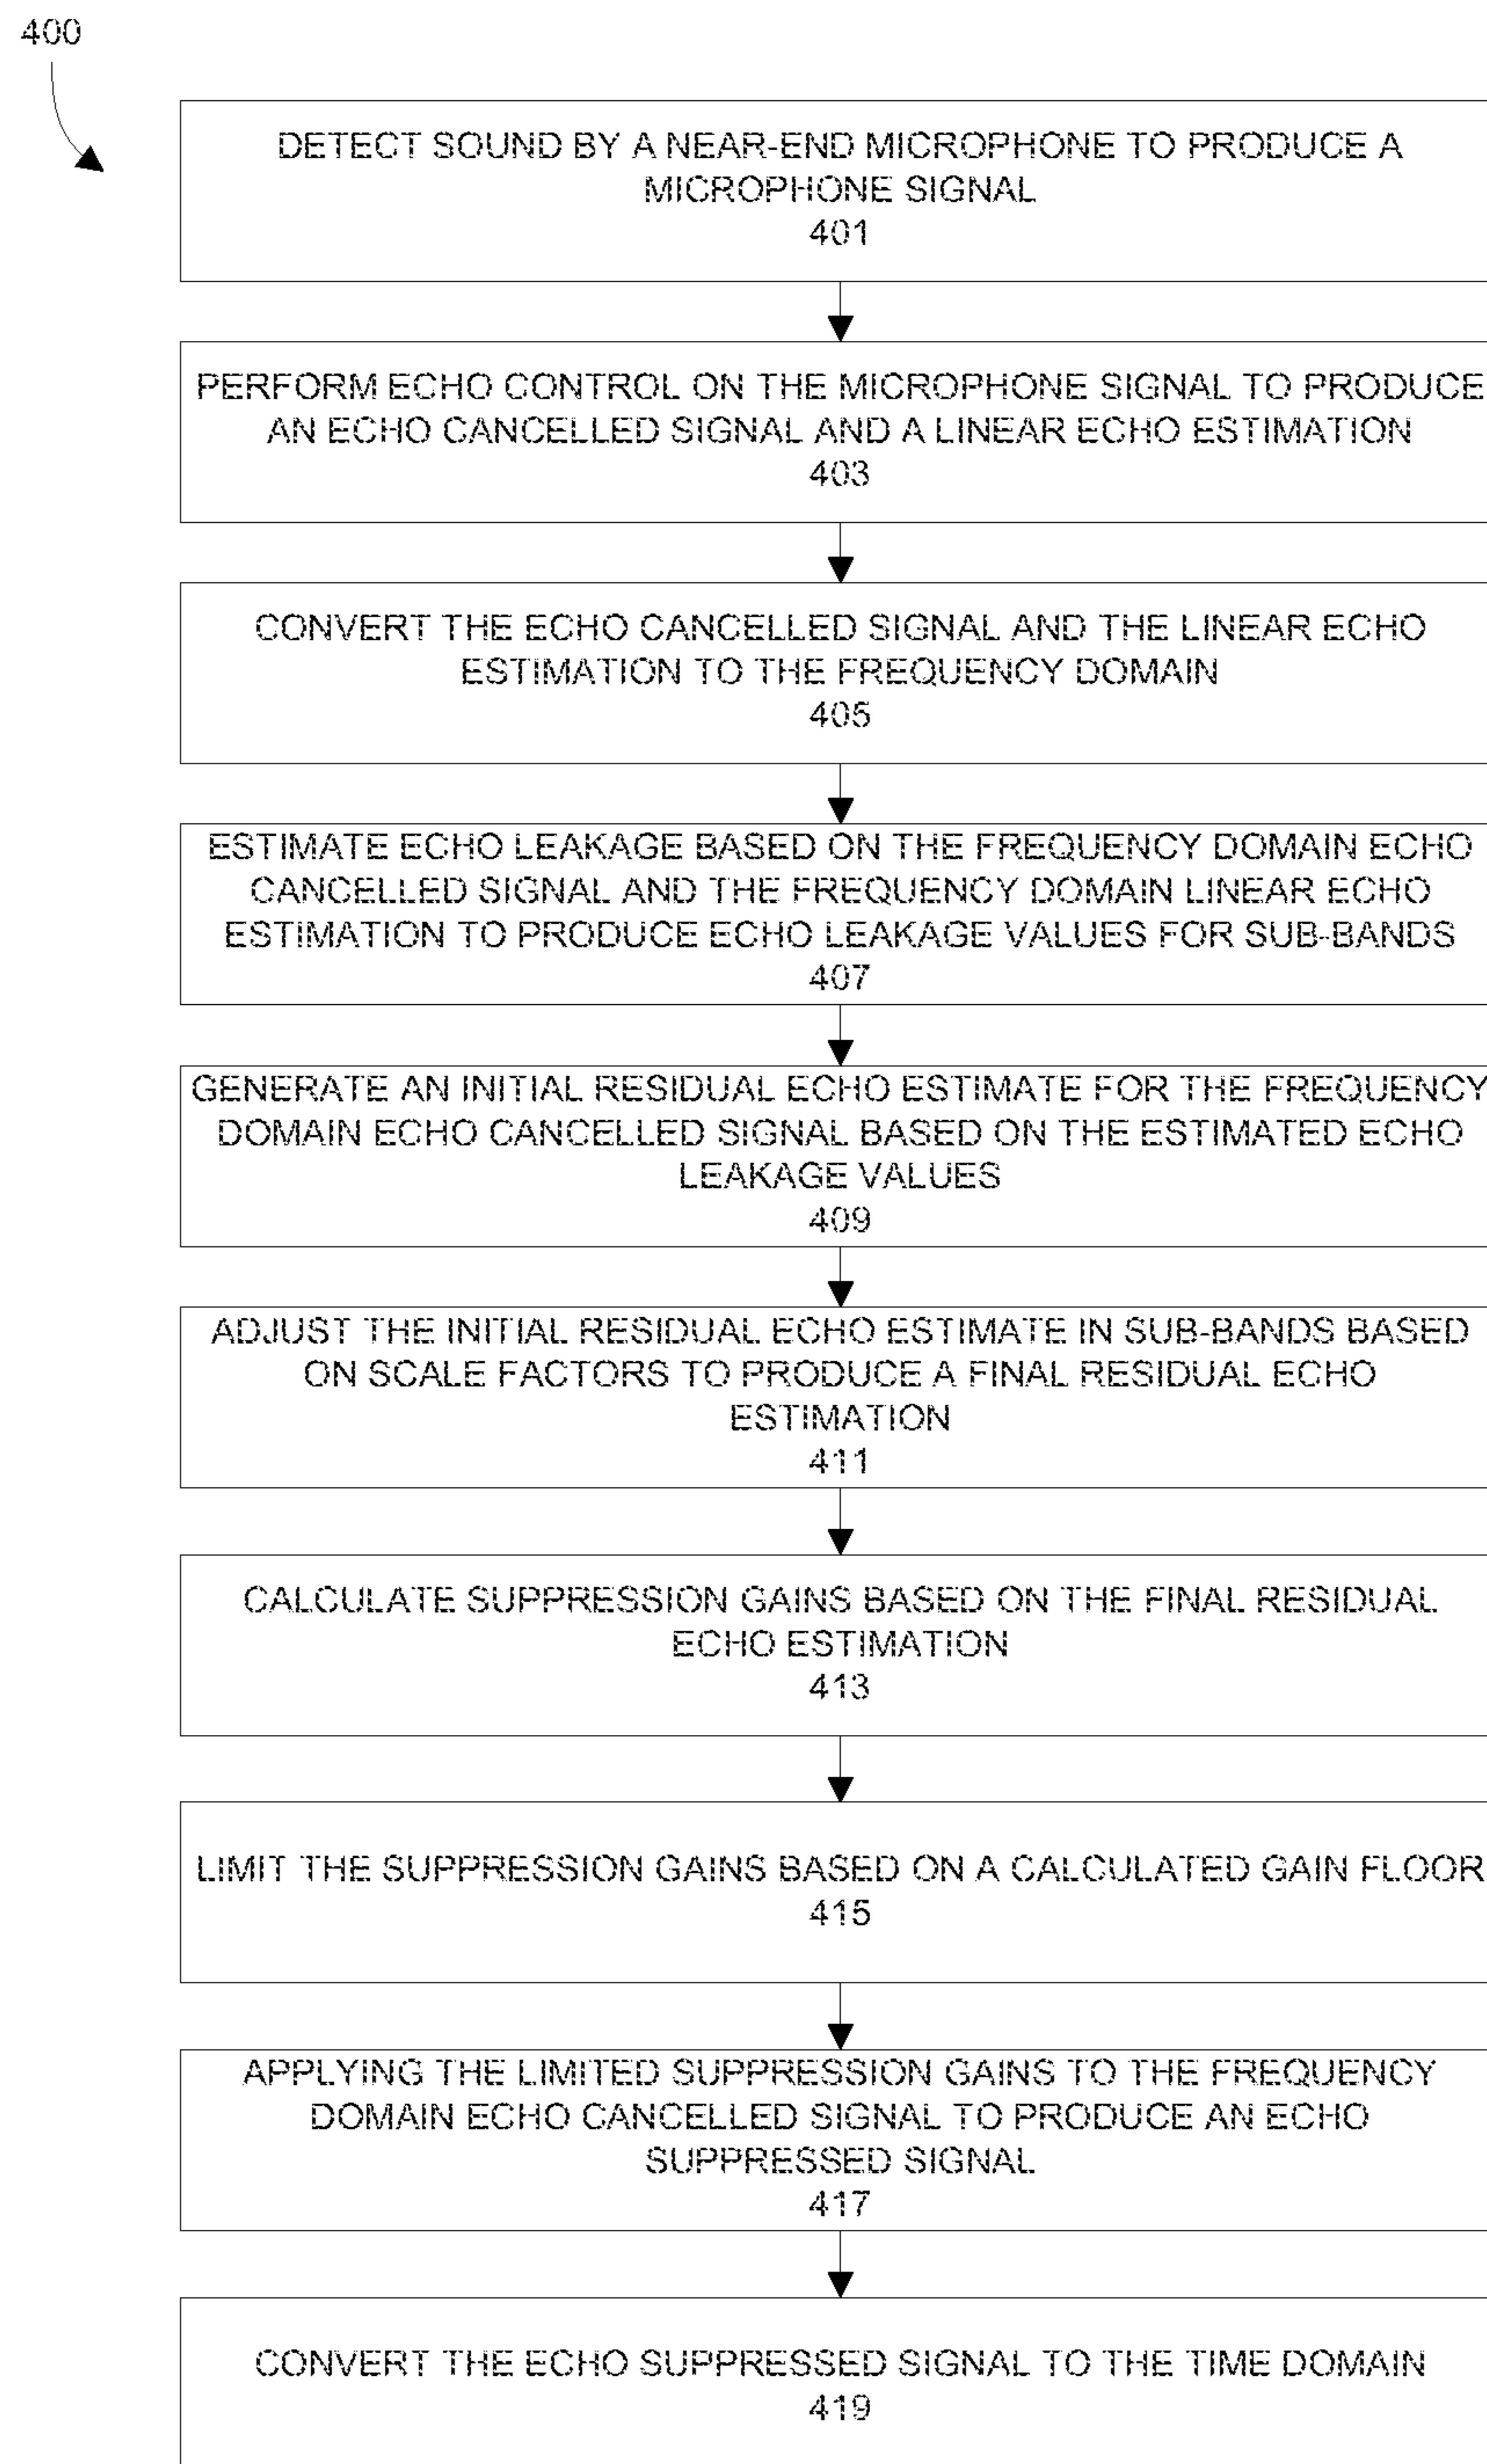 400
DETECT SOUND BY A NEAR-END MICROPHONE TO PRODUCE A
MICROPHONE SIGNAL
401
PERFORM ECHO CONTROL ON THE MICROPHONE SIGNAL TO PRODUCE
AN ECHO CANCELLED SIGNAL AND A LINEAR ECHO ESTIMATION
403
CONVERT THE ECHO CANCELLED SIGNAL AND THE LINEAR ECHO
ESTIMATION TO THE FREQUENCY DOMAIN
405
ESTIMATE ECHO LEAKAGE BASED ON THE FREQUENCY DOMAIN ECHO
CANCELLED SIGNAL AND THE FREQUENCY DOMAIN LINEAR ECHO
ESTIMATION TO PRODUCE ECHO LEAKAGE VALUES FOR SUB-BANDS
407
GENERATE AN INITIAL RESIDUAL ECHO ESTIMATE FOR THE FREQUENCY
DOMAIN ECHO CANCELLED SIGNAL BASED ON THE ESTIMATED ECHO
LEAKAGE VALUES
409
ADJUST THE INITIAL RESIDUAL ECHO ESTIMATE IN SUB-BANDS BASED
ON SCALE FACTORS TO PRODUCE A FINAL RESIDUAL ECHO
ESTIMATION
411
CALCULATE SUPPRESSION GAINS BASED ON THE FINAL RESIDUAL
ECHO ESTIMATION
413
LIMIT THE SUPPRESSION GAINS BASED ON A CALCULATED GAIN FLOOR
415
APPLYING THE LIMITED SUPPRESSION GAINS TO THE FREQUENCY
DOMAIN ECHO CANCELLED SIGNAL TO PRODUCE AN ECHO
SUPPRESSED SIGNAL
417
CONVERT THE ECHO SUPPRESSED SIGNAL TO THE TIME DOMAIN
419